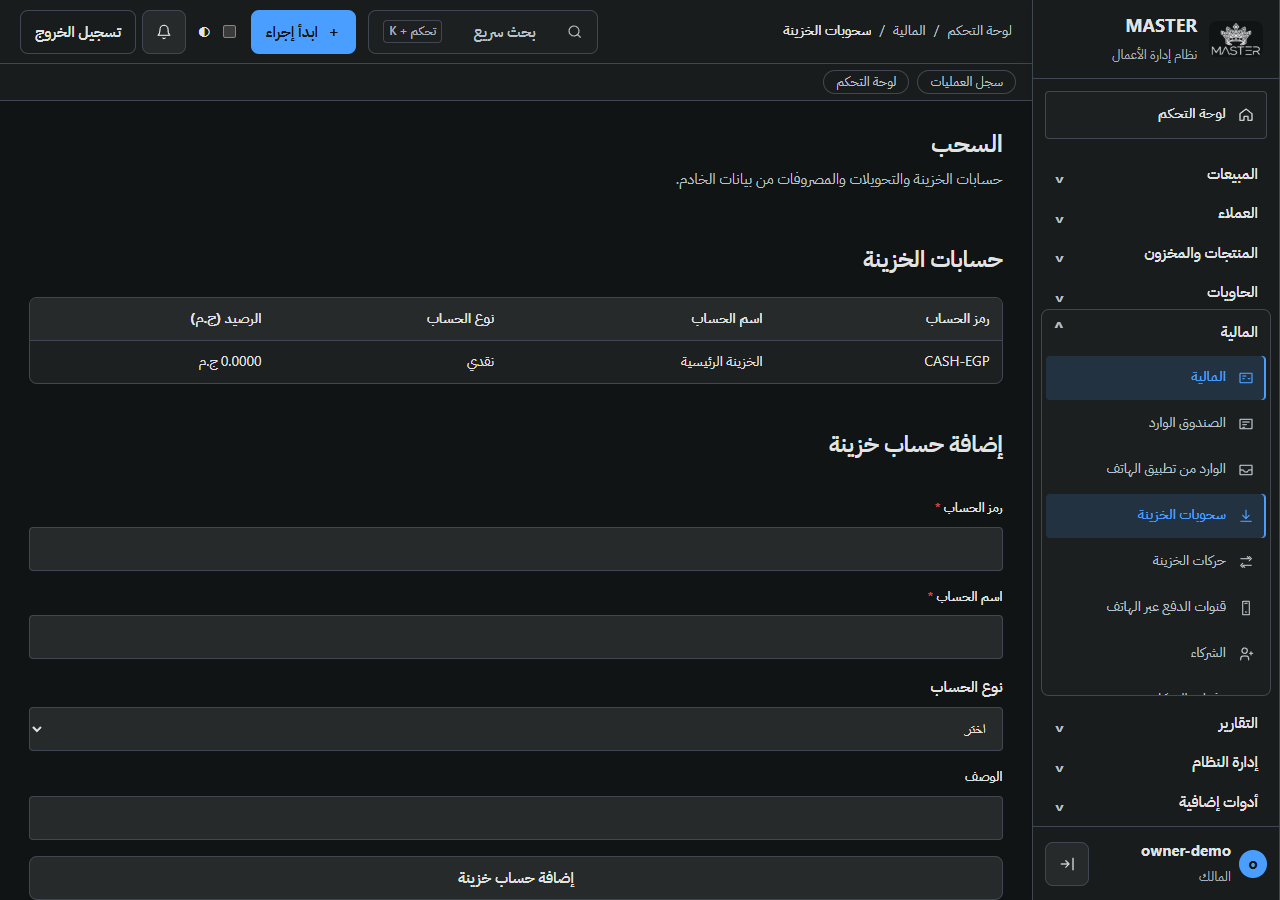 MASTER
نظام إدارة الأعمال
MASTER
لوحة التحكم
المبيعات
العملاء
المنتجات والمخزون
الحاويات
المالية
المالية
الصندوق الوارد
الوارد من تطبيق الهاتف
سحوبات الخزينة
حركات الخزينة
قنوات الدفع عبر الهاتف
الشركاء
التقارير
إدارة النظام
أدوات إضافية
owner-demo
المالك
o
لوحة التحكم / المالية / سحوبات الخزينة
بحث سريع
تحكم + K
+ ابدأ إجراء
تسجيل الخروج
سجل العمليات
لوحة التحكم
السحب
حسابات الخزينة والتحويلات والمصروفات من بيانات الخادم.
حسابات الخزينة
رمز الحساب اسم الحساب نوع الحساب الرصيد (ج.م)
CASH-EGP الخزينة الرئيسية نقدي 0.0000 ج.م
إضافة حساب خزينة
رمز الحساب *
اسم الحساب *
نوع الحساب
اختر
الوصف
إضافة حساب خزينة